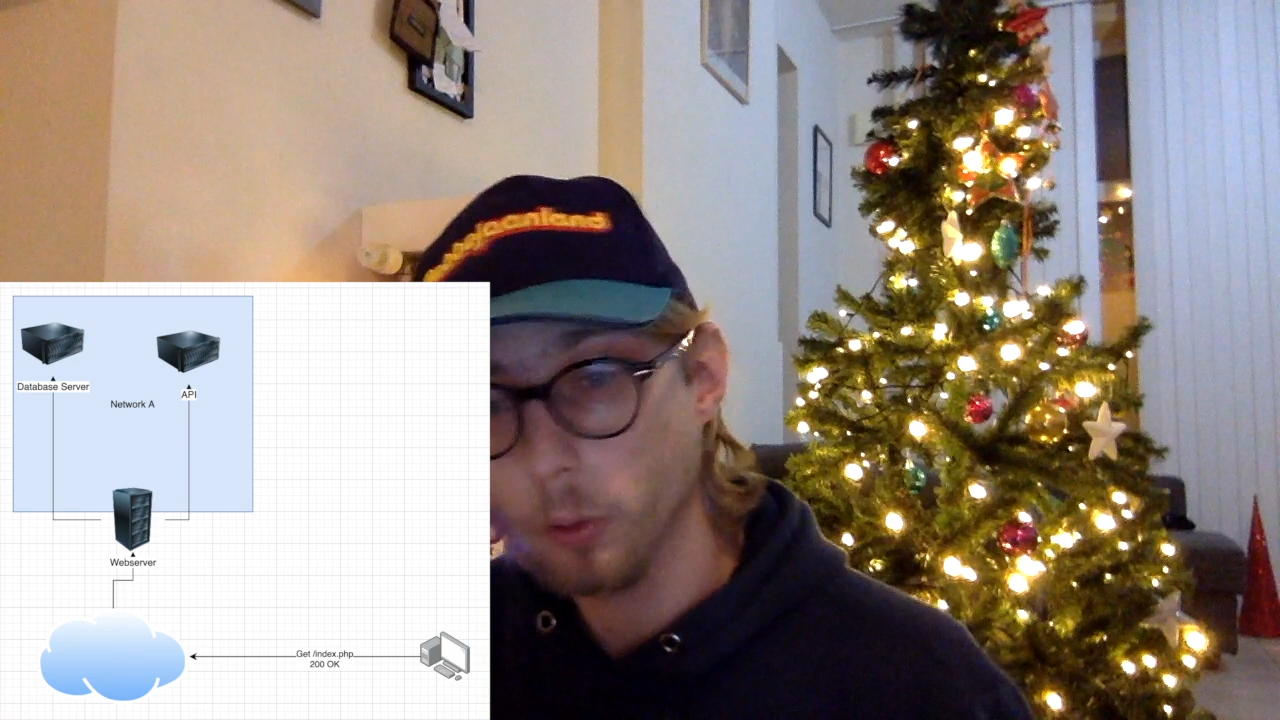 Database Server
API
Network A
Webserver
Get /index.php
200 OK